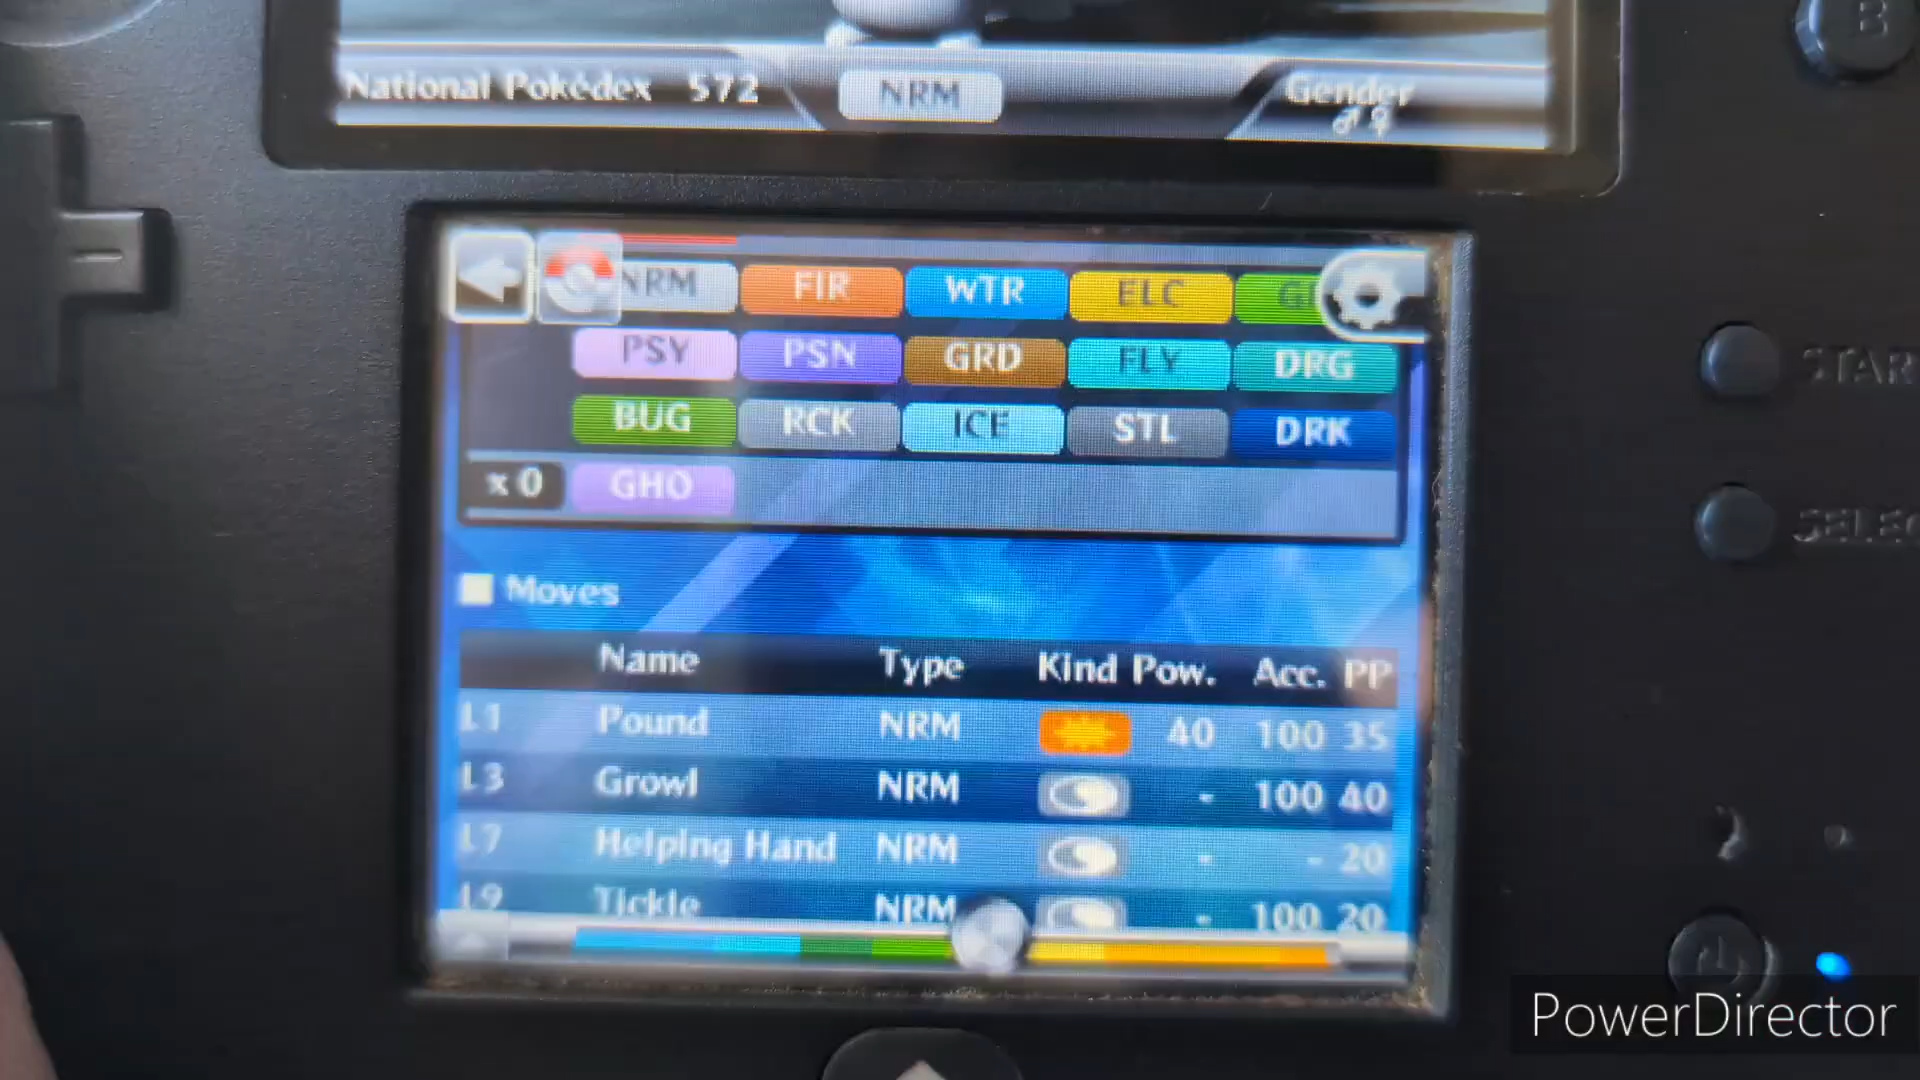 B
National Pokédex 572
NRM
Gender
♂ ♀
NRM FIR WTR ELC
PSY PSN GRD FLY DRG
BUG RCK ICE STL DRK
x 0 GHO
Moves
Name Type Kind Pow. Acc. PP
L1 Pound NRM 40 100 35
L3 Growl NRM - 100 40
L7 Helping Hand NRM - - 20
L9 Tickle NRM - 100 20
STAR
SELEC
PowerDirector